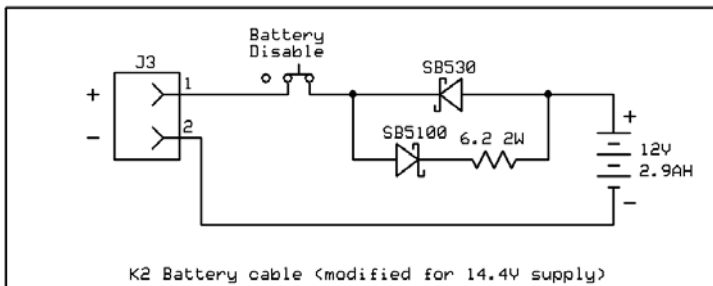 Battery
Disable
J3
SB530
+
1
SB5100
6.2 2W
+
-
2
12V
2.9AH
-
K2 Battery cable (modified for 14.4V supply)